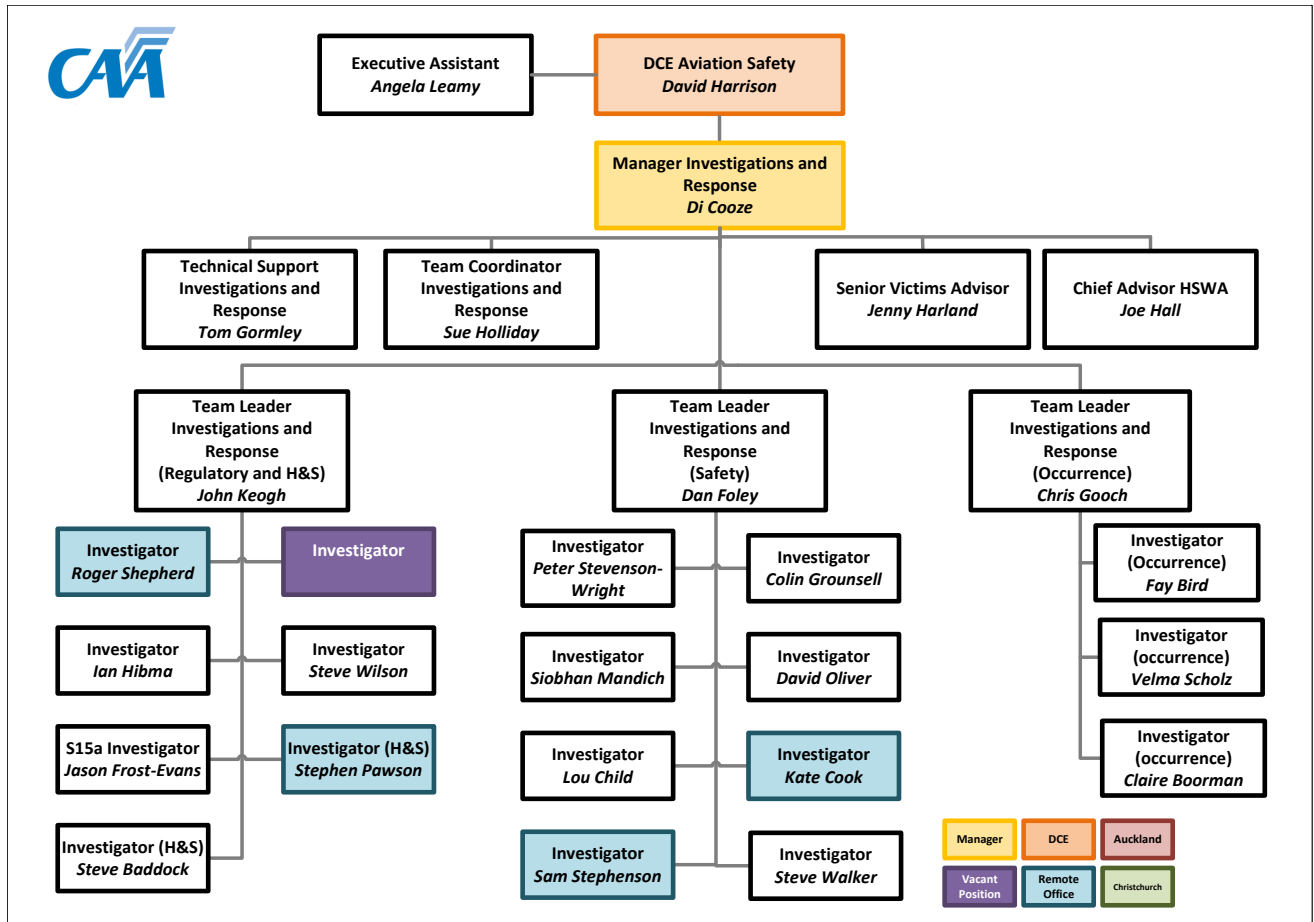 CAA
Executive Assistant
Angela Leamy
DCE Aviation Safety
David Harrison
Manager Investigations and
Response
Di Cooze
Technical Support
Investigations and
Response
Tom Gormley
Team Coordinator
Investigations and
Response
Sue Holliday
Senior Victims Advisor
Jenny Harland
Chief Advisor HSWA
Joe Hall
Team Leader
Investigations and
Response
(Regulatory and H&S)
John Keogh
Team Leader
Investigations and
Response
(Safety)
Dan Foley
Team Leader
Investigations and
Response
(Occurrence)
Chris Gooch
Investigator
Roger Shepherd
Investigator
Ian Hibma
Investigator
Steve Wilson
S15a Investigator
Jason Frost-Evans
Investigator (H&S)
Stephen Pawson
Investigator (H&S)
Steve Baddock
Investigator
Peter Stevenson-
Wright
Investigator
Colin Grounsell
Investigator
Siobhan Mandich
Investigator
David Oliver
Investigator
Lou Child
Investigator
Kate Cook
Investigator
Sam Stephenson
Investigator
Steve Walker
Investigator
(Occurrence)
Fay Bird
Investigator
(occurrence)
Velma Scholz
Investigator
(occurrence)
Claire Boorman
Investigator
Manager
DCE
Auckland
Vacant
Position
Remote
Office
Christchurch